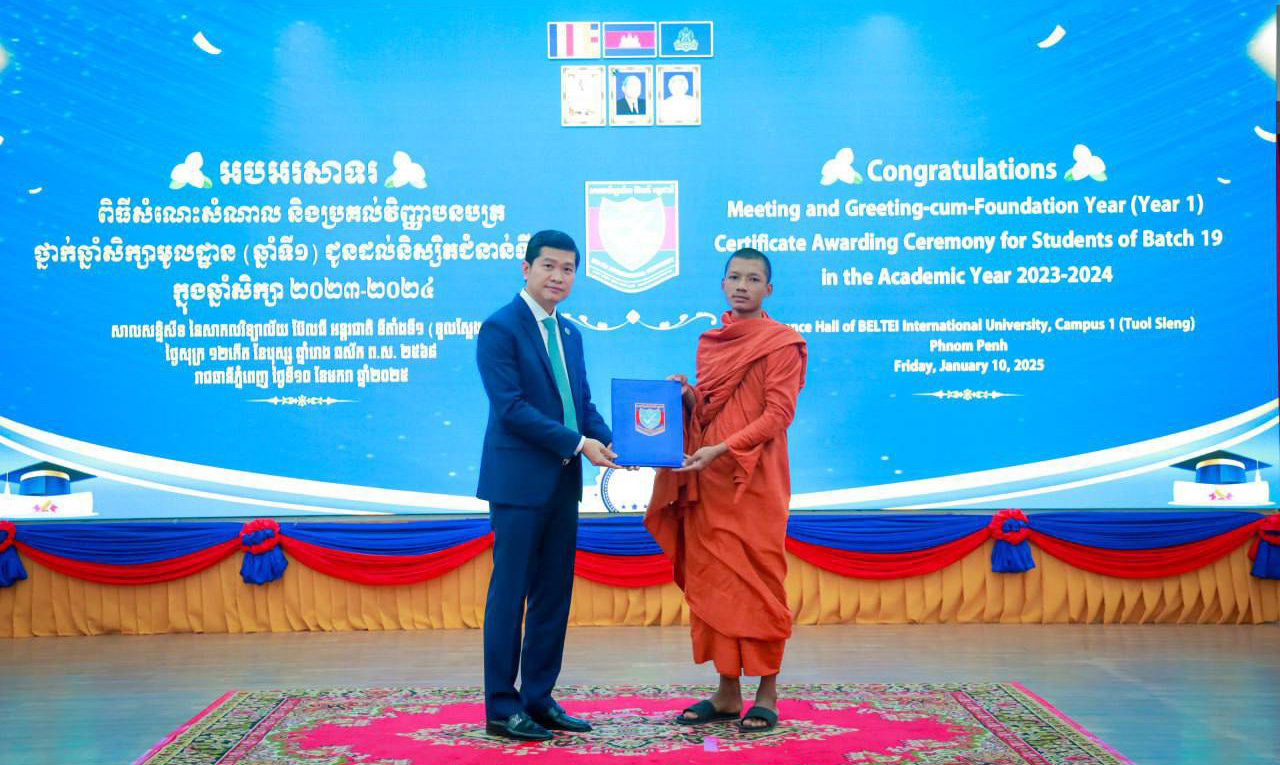 អបអរសាទរ
ពិធីសំណេះសំណាល និងប្រគល់វិញ្ញាបនបត្រ
ថ្នាក់ឆ្នាំសិក្សាមូលដ្ឋាន (ឆ្នាំទី១) ជូនដល់និស្សិតជំនាន់ទី
ក្នុងឆ្នាំសិក្សា ២០២៣-២០២៤
សាលសន្និសីទ នៃសាកលវិទ្យាល័យ ប៊ែលធី អន្តរជាតិ ទីតាំងទី១ (ទួលស្លែង
ថ្ងៃសុក្រ ១២កើត ខែបុស្ស ឆ្នាំរោង ឆស័ក ព.ស. ២៥៦៨
រាជធានីភ្នំពេញ ថ្ងៃទី១០ ខែមករា ឆ្នាំ២០២៥
Congratulations
Meeting and Greeting-cum-Foundation Year (Year 1)
Certificate Awarding Ceremony for Students of Batch 19
in the Academic Year 2023-2024
Hall of BELTEI International University, Campus 1 (Tuol Sleng)
Phnom Penh
Friday, January 10, 2025